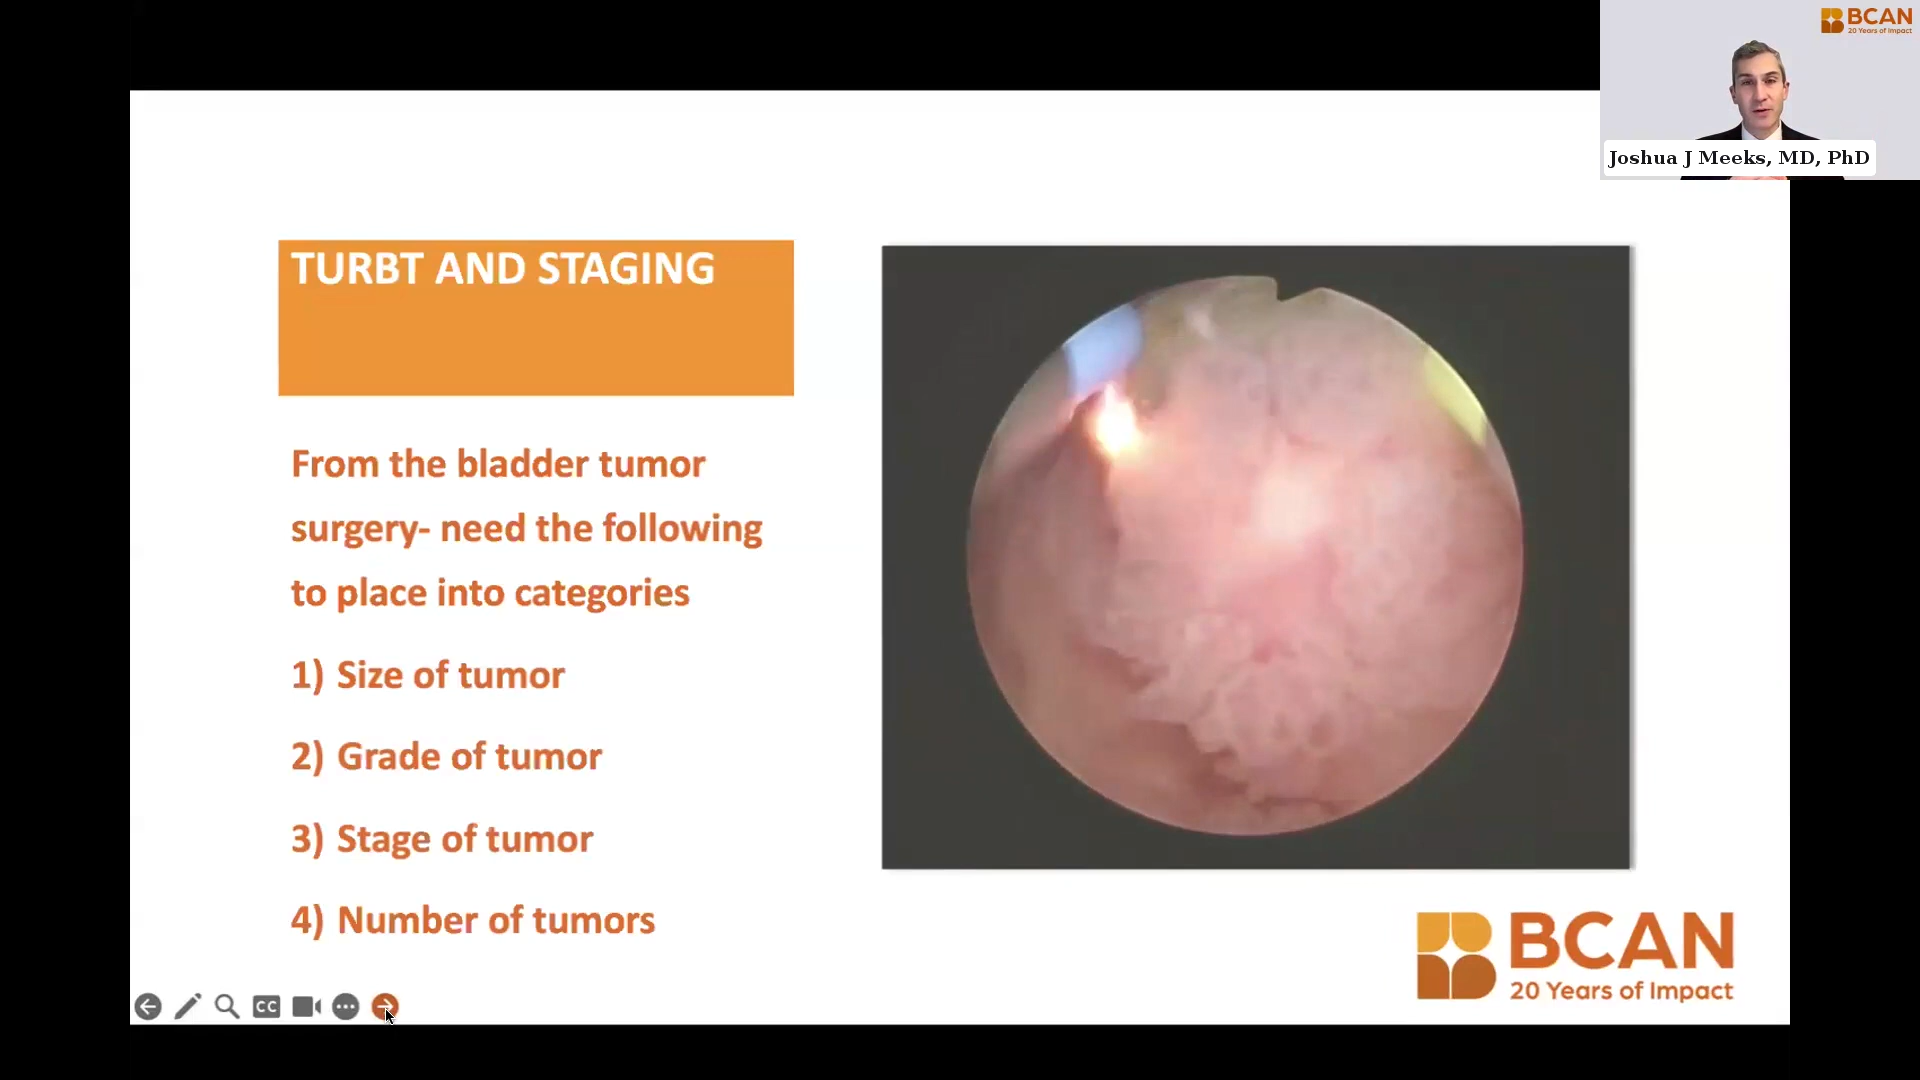 BCAN
20 Years of Impact
Joshua J Meeks, MD, PhD
TURBT AND STAGING
From the bladder tumor
surgery- need the following
to place into categories
1) Size of tumor
2) Grade of tumor
3) Stage of tumor
4) Number of tumors
BCAN
20 Years of Impact
CC